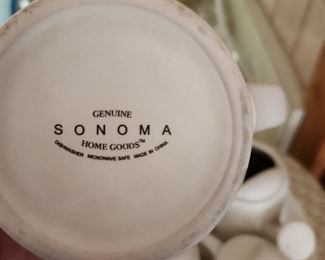 GENUINE
SONOMA
HOME GOODS™
DISHWASHER MICROWAVE SAFE MADE IN CHINA